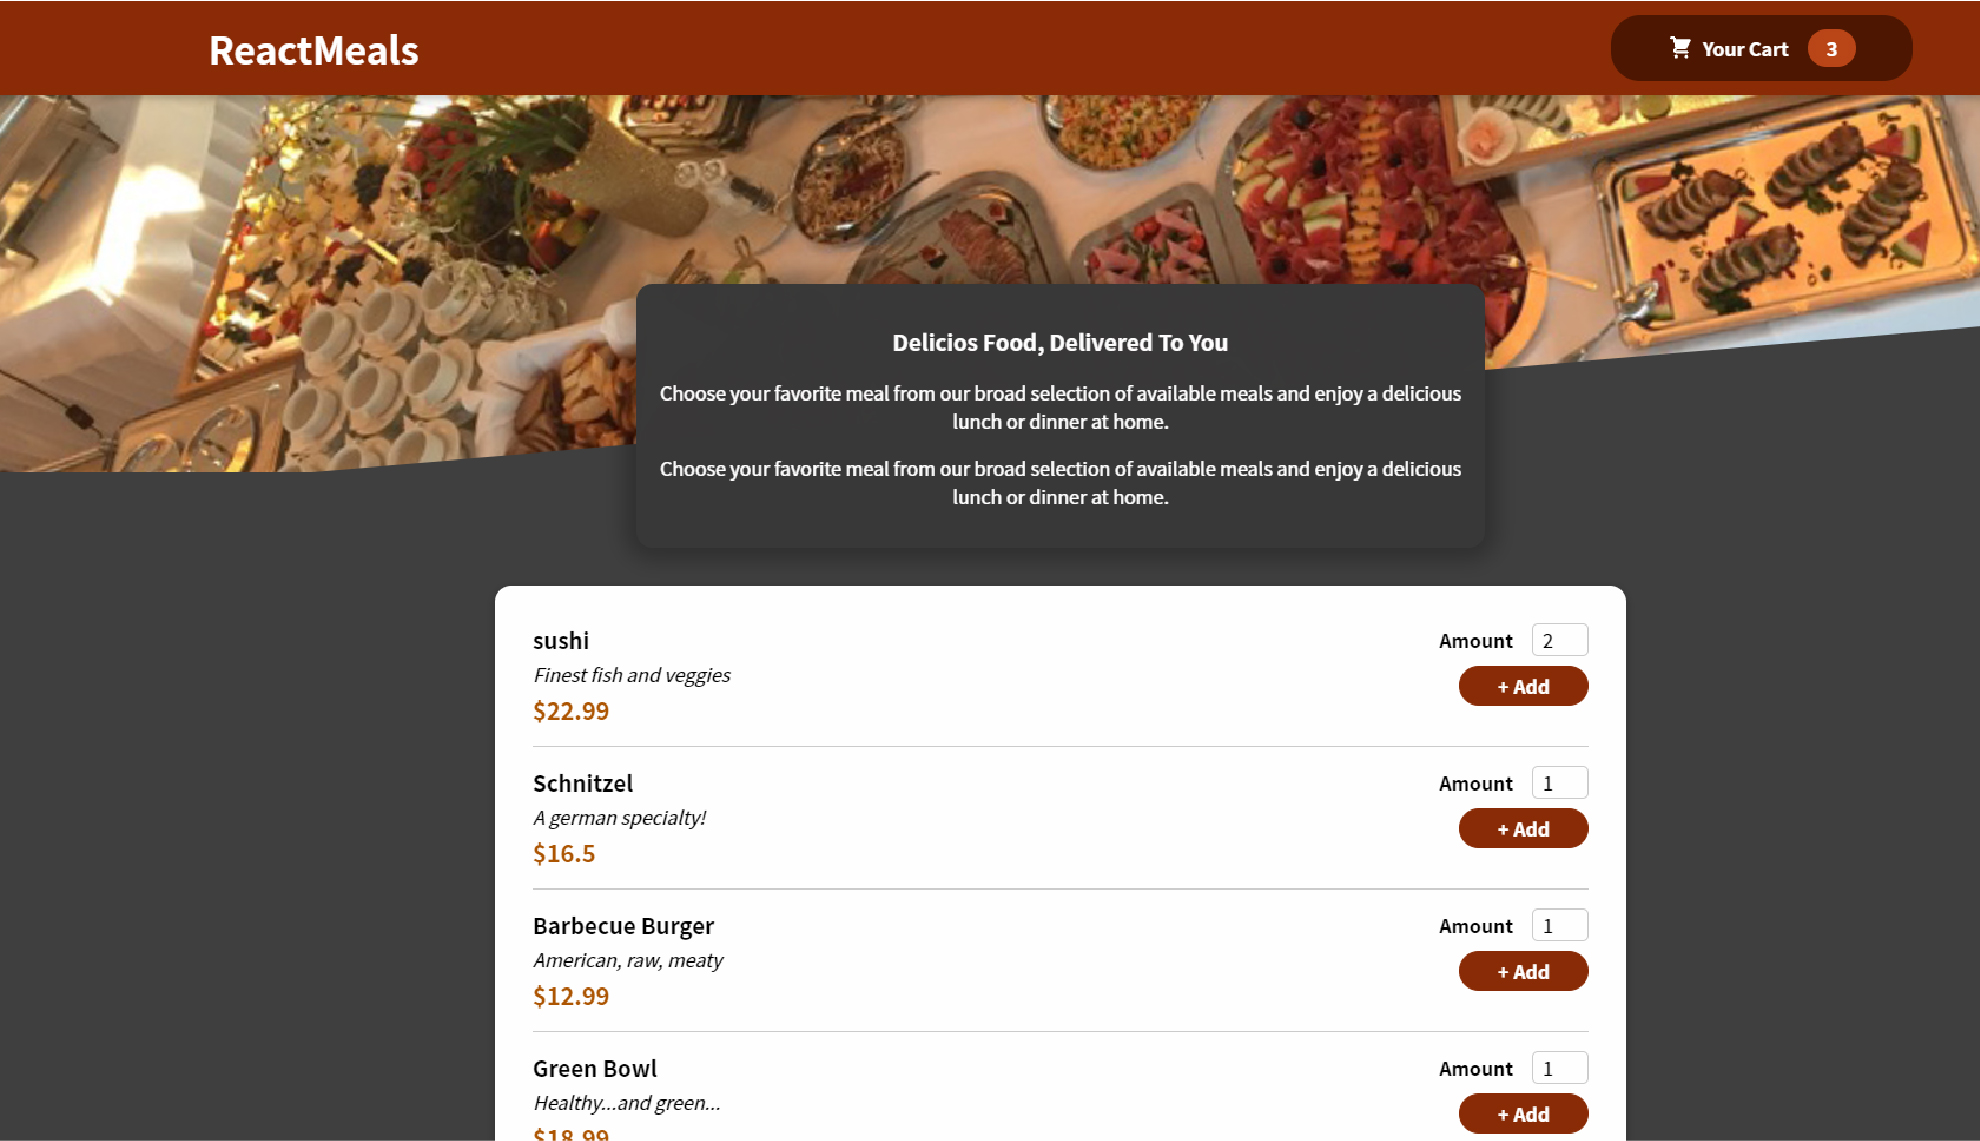 ReactMeals
Your Cart 3
Delicios Food, Delivered To You
Choose your favorite meal from our broad selection of available meals and enjoy a delicious
lunch or dinner at home.
Choose your favorite meal from our broad selection of available meals and enjoy a delicious
lunch or dinner at home.
sushi
Finest fish and veggies
$22.99
Amount 2
+ Add
Schnitzel
A german specialty!
$16.5
Amount 1
+ Add
Barbecue Burger
American, raw, meaty
$12.99
Amount 1
+ Add
Green Bowl
Healthy...and green...
$18.99
Amount 1
+ Add